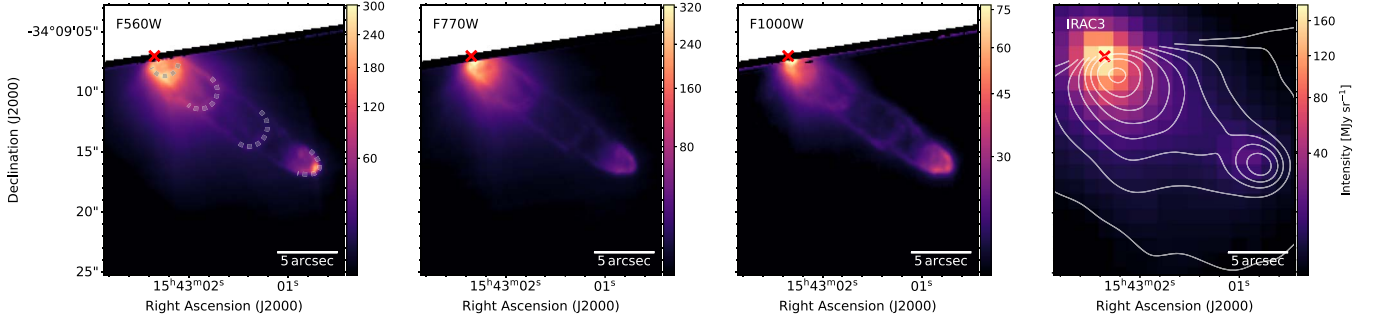 F560W
F770W
F1000W
IRAC3
Declination (J2000)
-34°09'05"
10"
15"
20"
25"
300
240
180
120
60
320
240
160
80
75
60
45
30
160
120
80
40
Intensity [MJy sr⁻¹]
5 arcsec
5 arcsec
5 arcsec
5 arcsec
15ʰ43ᵐ02ˢ 01ˢ
15ʰ43ᵐ02ˢ 01ˢ
15ʰ43ᵐ02ˢ 01ˢ
15ʰ43ᵐ02ˢ 01ˢ
Right Ascension (J2000)
Right Ascension (J2000)
Right Ascension (J2000)
Right Ascension (J2000)